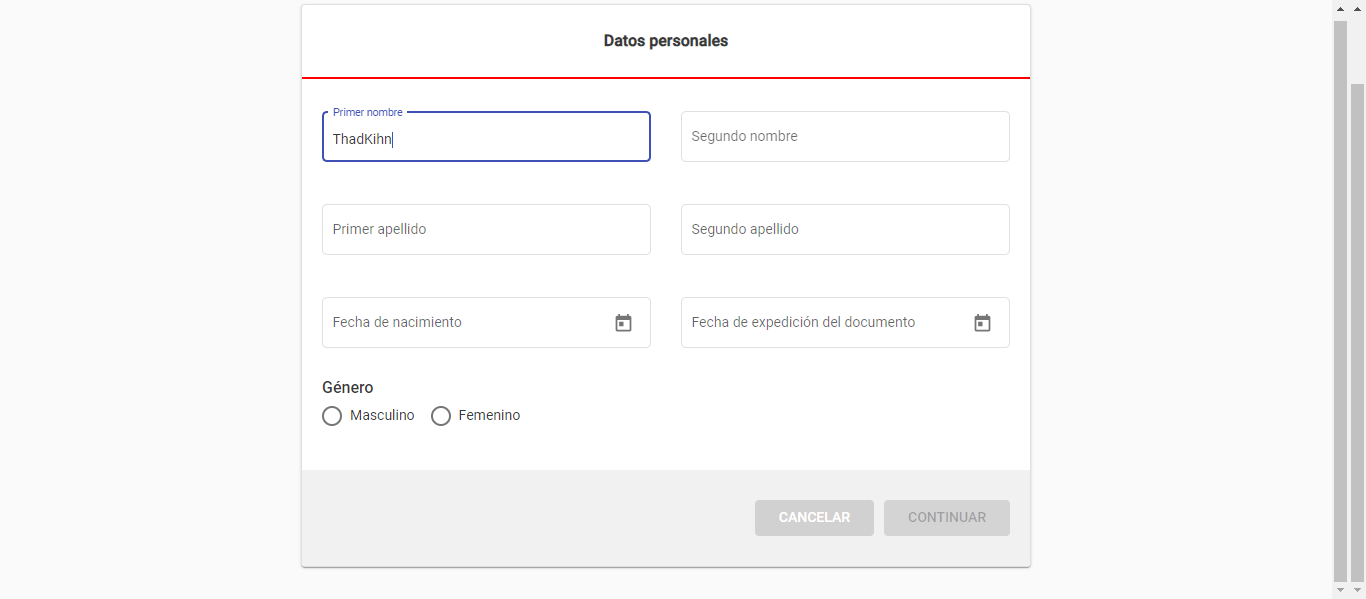 Datos personales
Primer nombre
ThadKihn
Segundo nombre
Primer apellido
Segundo apellido
Fecha de nacimiento
Fecha de expedición del documento
Género
Masculino
Femenino
CANCELAR
CONTINUAR